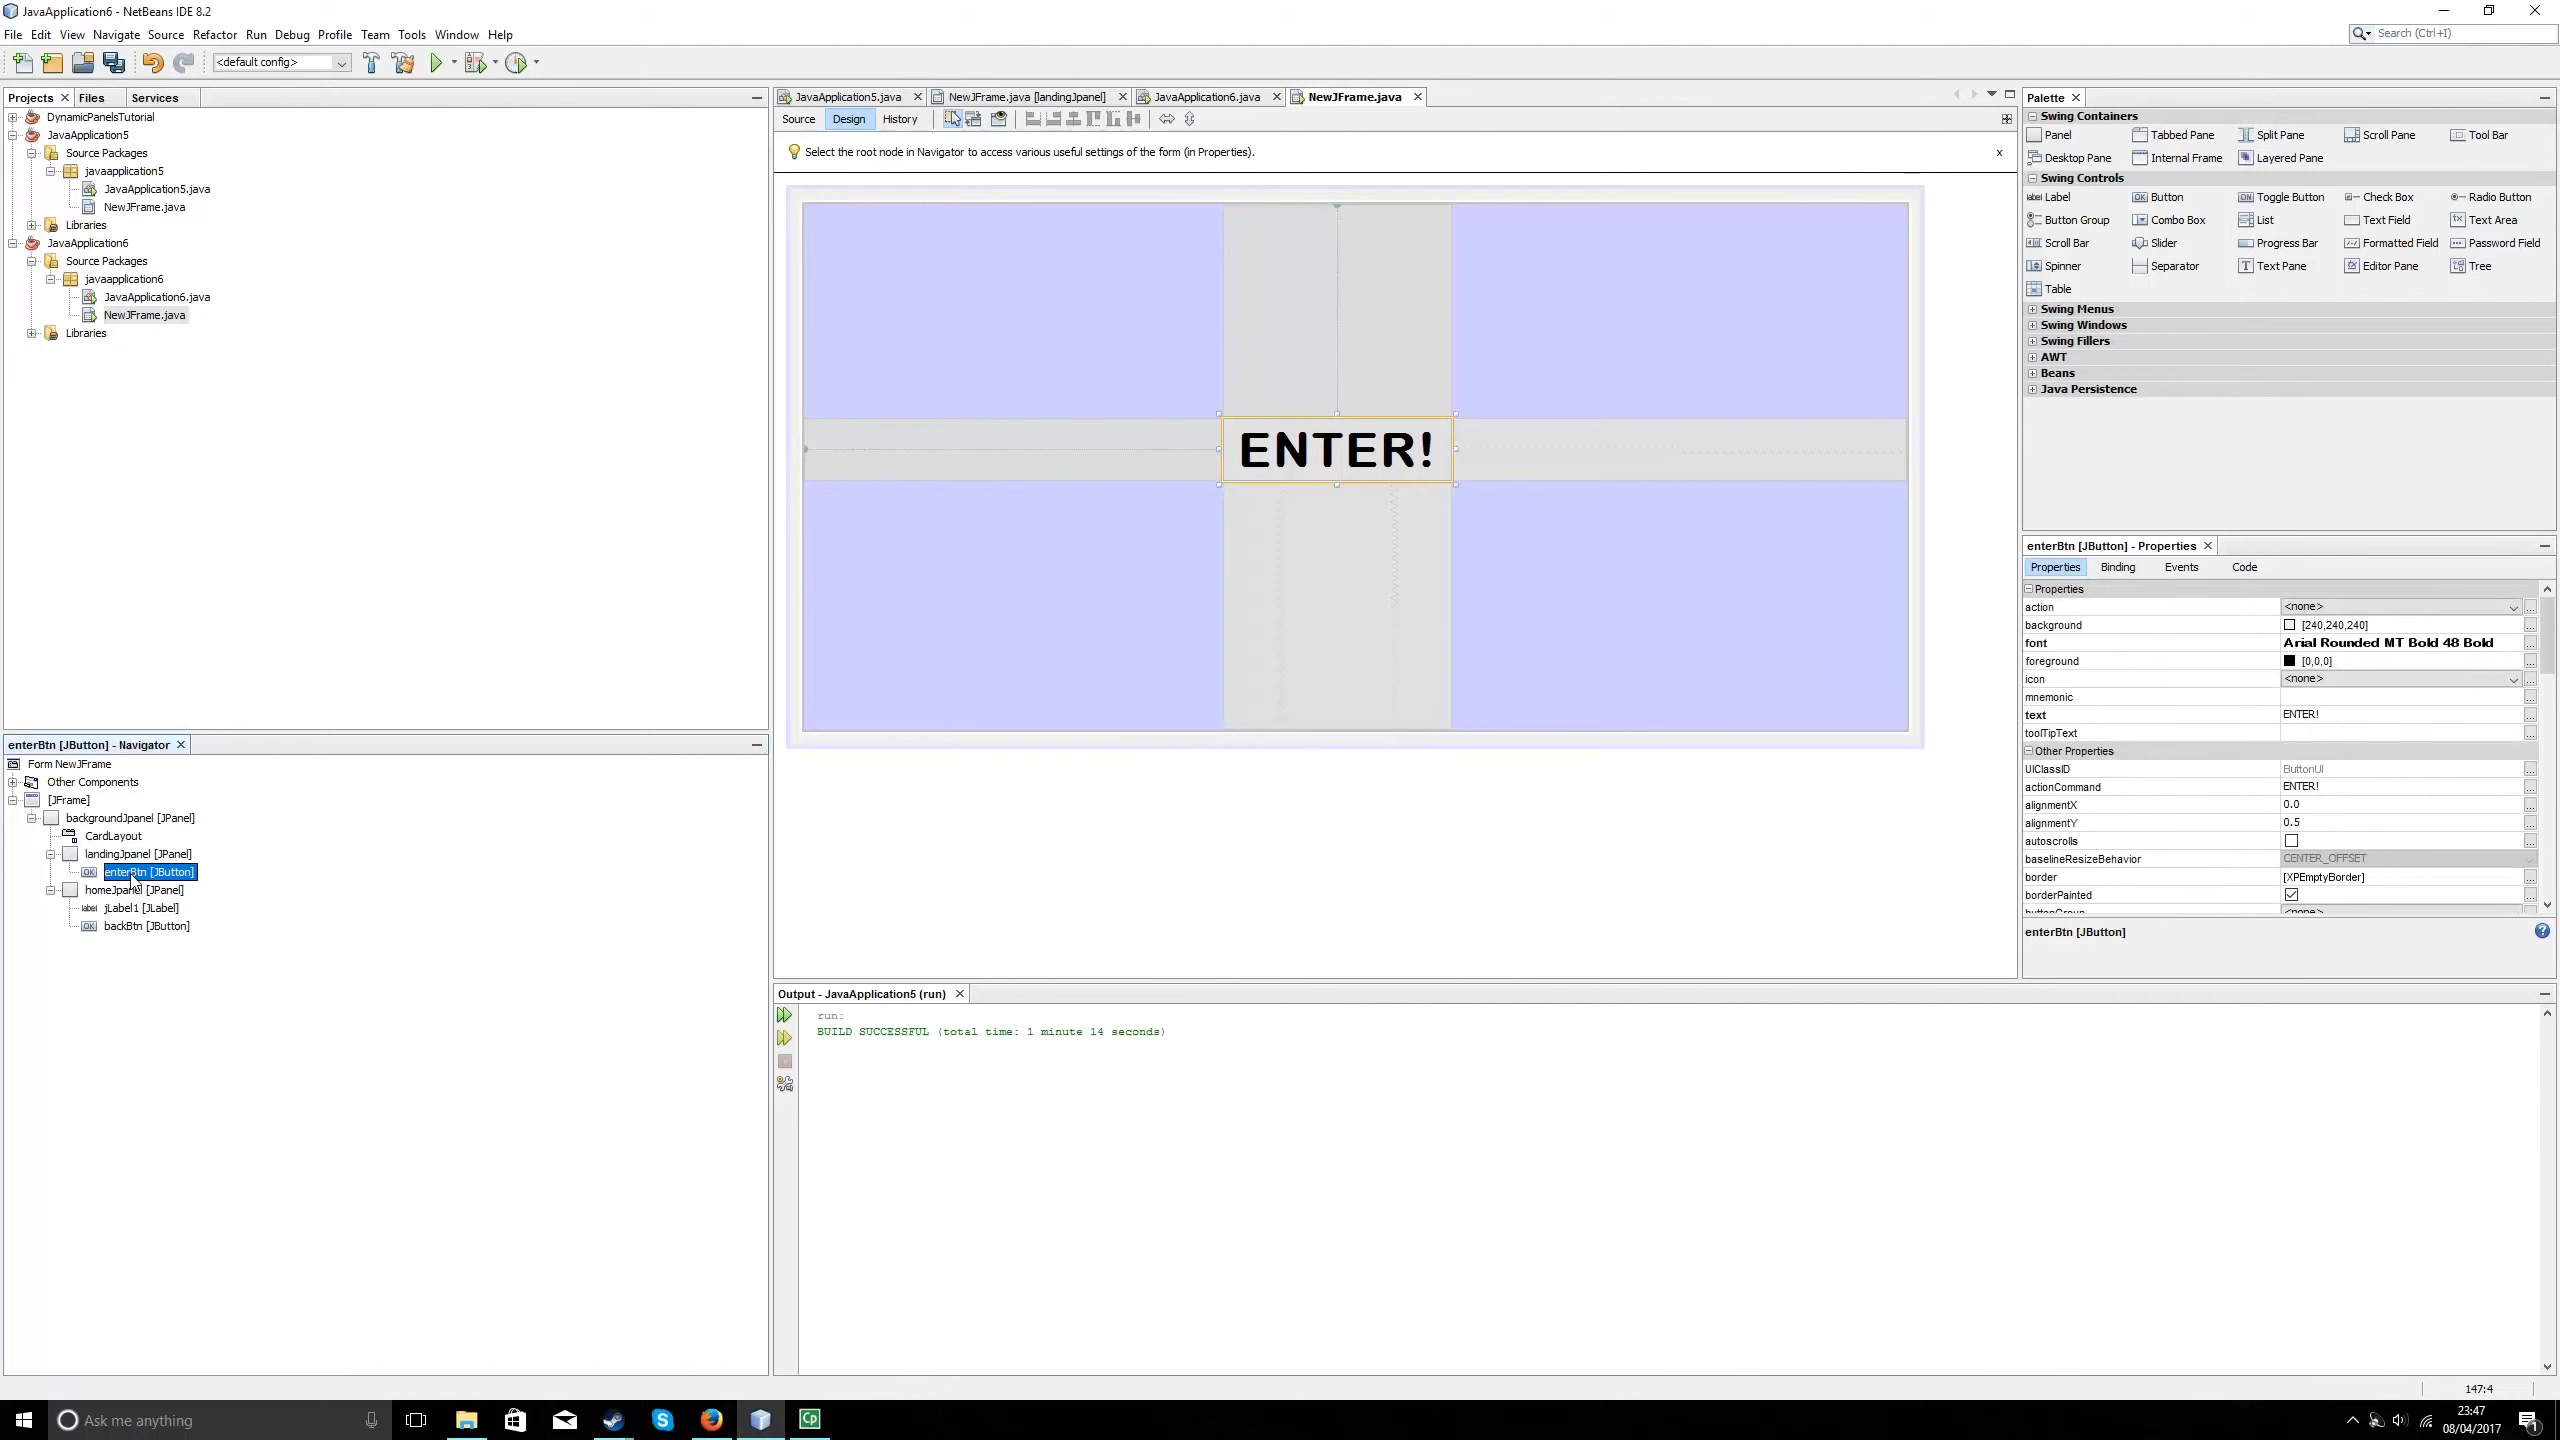 JavaApplication6 - NetBeans IDE 8.2
File Edit View Navigate Source Refactor Run Debug Profile Team Tools Window Help
Search (Ctrl+I)
<default config>
Projects Files Services
DynamicPanelsTutorial
JavaApplication5
Source Packages
javaapplication5
JavaApplication5.java
NewJFrame.java
Libraries
JavaApplication6
Source Packages
javaapplication6
JavaApplication6.java
NewJFrame.java
Libraries
enterBtn [JButton] - Navigator
Form NewJFrame
Other Components
[JFrame]
backgroundJpanel [JPanel]
CardLayout
landingJpanel [JPanel]
OK enterBtn [JButton]
homeJpanel [JPanel]
label jLabel1 [JLabel]
OK backBtn [JButton]
JavaApplication5.java NewJFrame.java [landingJpanel] JavaApplication6.java NewJFrame.java
Source Design History
Select the root node in Navigator to access various useful settings of the form (in Properties). x
ENTER!
Output - JavaApplication5 (run)
run:
BUILD SUCCESSFUL (total time: 1 minute 14 seconds)
Palette
Swing Containers
Panel Tabbed Pane Split Pane Scroll Pane Tool Bar
Desktop Pane Internal Frame Layered Pane
Swing Controls
label Label OK Button ON Toggle Button Check Box Radio Button
Button Group Combo Box List Text Field Text Area
Scroll Bar Slider Progress Bar Formatted Field Password Field
Spinner Separator Text Pane Editor Pane Tree
Table
Swing Menus
Swing Windows
Swing Fillers
AWT
Beans
Java Persistence
enterBtn [JButton] - Properties
Properties Binding Events Code
Properties
action <none>
background [240,240,240]
font Arial Rounded MT Bold 48 Bold
foreground [0,0,0]
icon <none>
mnemonic
text ENTER!
toolTipText
Other Properties
UIClassID ButtonUI
actionCommand ENTER!
alignmentX 0.0
alignmentY 0.5
autoscrolls
baselineResizeBehavior CENTER_OFFSET
border [XPEmptyBorder]
borderPainted
buttonGroup <none>
enterBtn [JButton]
147:4
Ask me anything
Cp
23:47
08/04/2017
1